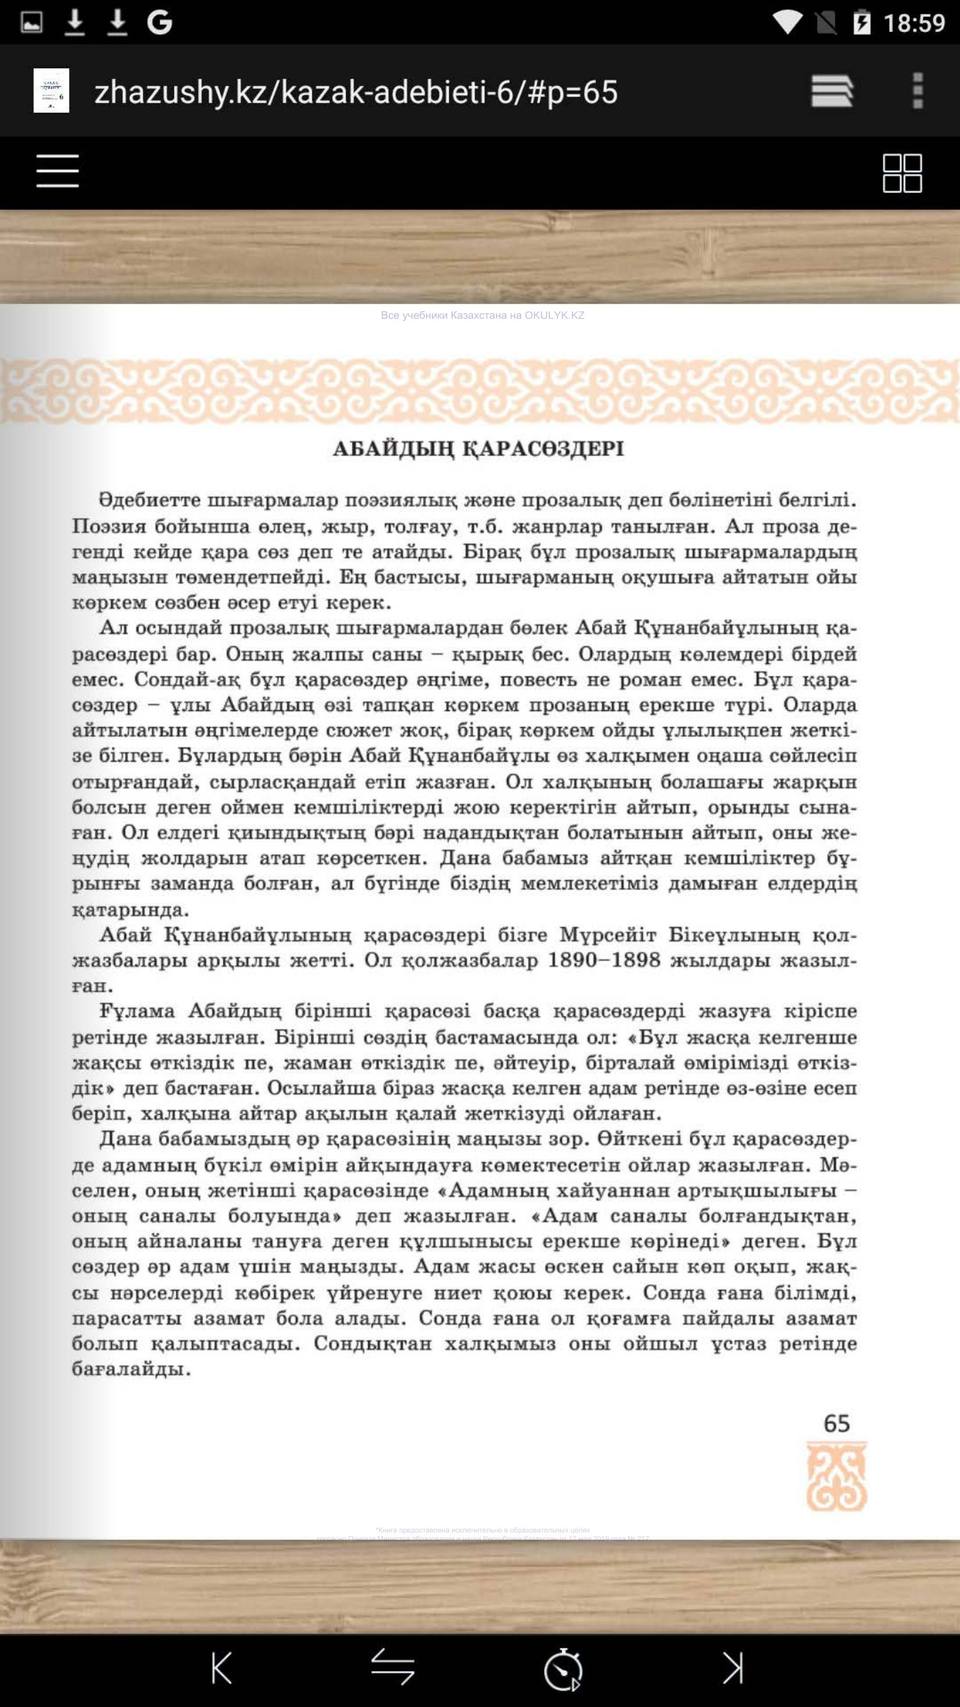 18:59
zhazushy.kz/kazak-adebieti-6/#p=65
Все учебники Казахстана на OKULYK.KZ
АБАЙДЫҢ ҚАРАСӨЗДЕРІ
Әдебиетте шығармалар поэзиялық және прозалық деп бөлінетіні белгілі.
Поэзия бойынша өлең, жыр, толғау, т.б. жанрлар танылған. Ал проза де-
генді кейде қара сөз деп те атайды. Бірақ бұл прозалық шығармалардың
маңызын төмендетпейді. Ең бастысы, шығарманың оқушыға айтатын ойы
көркем сөзбен әсер етуі керек.
Ал осындай прозалық шығармалардан бөлек Абай Құнанбайұлының қа-
расөздері бар. Оның жалпы саны – қырық бес. Олардың көлемдері бірдей
емес. Сондай-ақ бұл қарасөздер әңгіме, повесть не роман емес. Бұл қара-
сөздер – ұлы Абайдың өзі тапқан көркем прозаның ерекше түрі. Оларда
айтылатын әңгімелерде сюжет жоқ, бірақ көркем ойды ұлылықпен жеткі-
зе білген. Бұлардың бәрін Абай Құнанбайұлы өз халқымен оңаша сөйлесіп
отырғандай, сырласқандай етіп жазған. Ол халқының болашағы жарқын
болсын деген оймен кемшіліктерді жою керектігін айтып, орынды сына-
ған. Ол елдегі қиындықтың бәрі надандықтан болатынын айтып, оны же-
ңудің жолдарын атап көрсеткен. Дана бабамыз айтқан кемшіліктер бұ-
рынғы заманда болған, ал бүгінде біздің мемлекетіміз дамыған елдердің
қатарында.
Абай Құнанбайұлының қарасөздері бізге Мүрсейіт Бікеұлының қол-
жазбалары арқылы жетті. Ол қолжазбалар 1890–1898 жылдары жазыл-
ған.
Ғұлама Абайдың бірінші қарасөзі басқа қарасөздерді жазуға кіріспе
ретінде жазылған. Бірінші сөздің бастамасында ол: «Бұл жасқа келгенше
жақсы өткіздік пе, жаман өткіздік пе, әйтеуір, бірталай өмірімізді өткіз-
дік» деп бастаған. Осылайша біраз жасқа келген адам ретінде өз-өзіне есеп
беріп, халқына айтар ақылын қалай жеткізуді ойлаған.
Дана бабамыздың әр қарасөзінің маңызы зор. Өйткені бұл қарасөздер-
де адамның бүкіл өмірін айқындауға көмектесетін ойлар жазылған. Мә-
селен, оның жетінші қарасөзінде «Адамның хайуаннан артықшылығы –
оның саналы болуында» деп жазылған. «Адам саналы болғандықтан,
оның айналаны тануға деген құлшынысы ерекше көрінеді» деген. Бұл
сөздер әр адам үшін маңызды. Адам жасы өскен сайын көп оқып, жақ-
сы нәрселерді көбірек үйренуге ниет қоюы керек. Сонда ғана білімді,
парасатты азамат бола алады. Сонда ғана ол қоғамға пайдалы азамат
болып қалыптасады. Сондықтан халқымыз оны ойшыл ұстаз ретінде
бағалайды.
65
*Книга предоставлена исключительно в образовательных целях